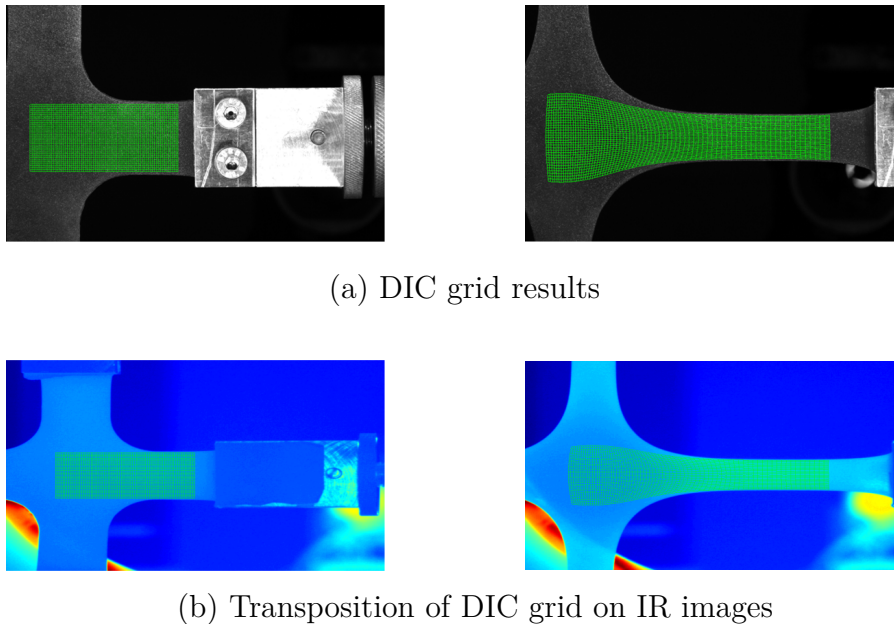 (a) DIC grid results
(b) Transposition of DIC grid on IR images